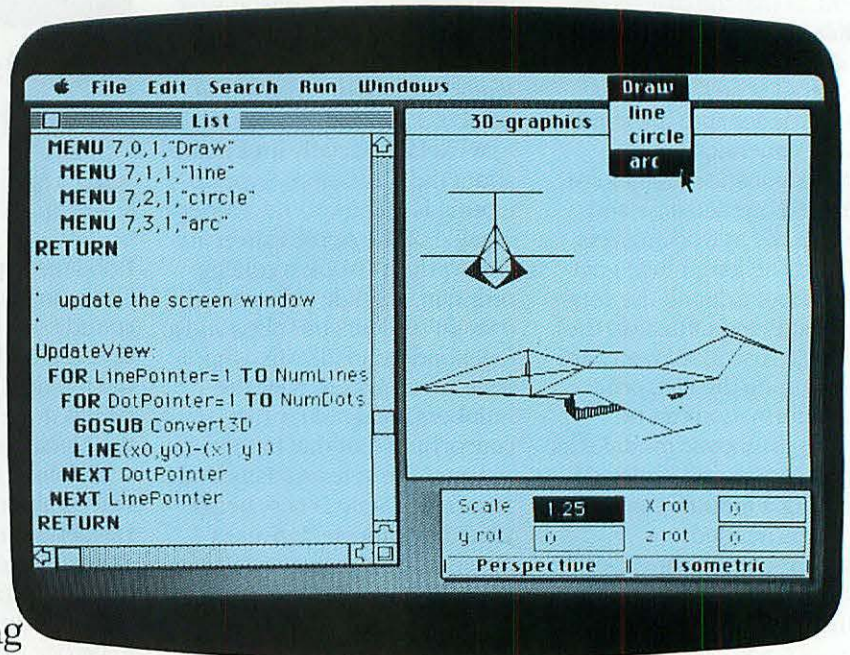 File Edit Search Run Windows Draw
line
circle
arc
List
MENU 7,0,1,"Draw"
MENU 7,1,1,"line"
MENU 7,2,1,"circle"
MENU 7,3,1,"arc"
RETURN
'
' update the screen window
'
UpdateView:
FOR LinePointer=1 TO NumLines
FOR DotPointer=1 TO NumDots
GOSUB Convert3D
LINE(x0,y0)-(x1,y1)
NEXT DotPointer
NEXT LinePointer
RETURN
3D-graphics
Scale 1.25 X rot 0
y rot 0 z rot 0
Perspective Isometric